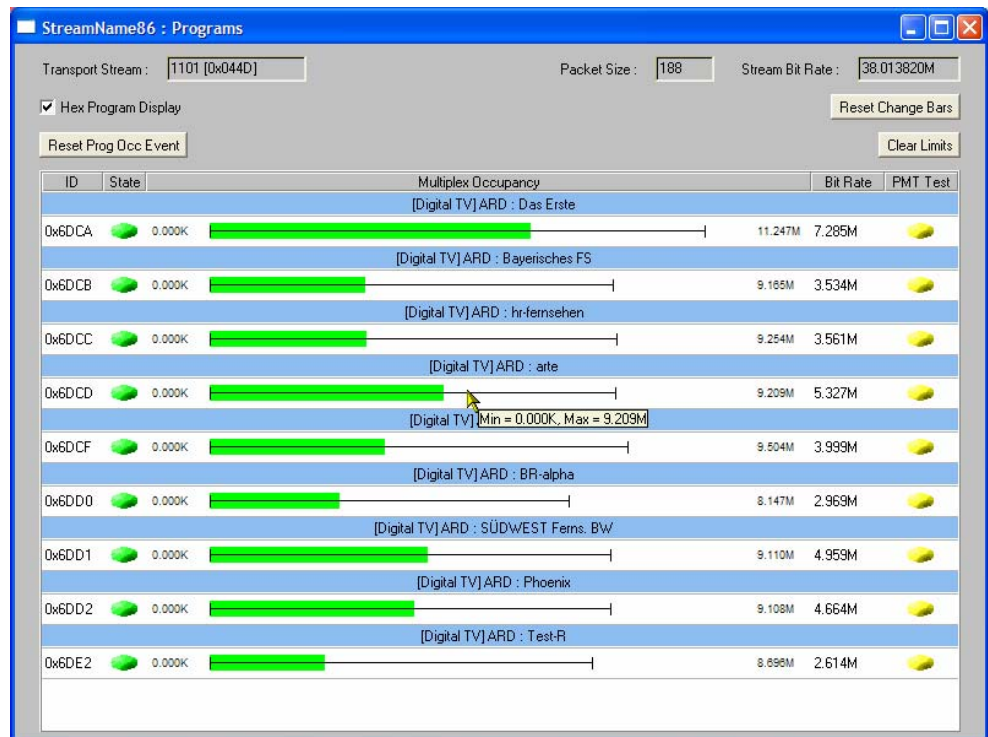 StreamName86 : Programs
Transport Stream : 1101 [0x044D] Packet Size : 188 Stream Bit Rate : 38.013820M
Hex Program Display Reset Change Bars
Reset Prog Occ Event Clear Limits
ID State Multiplex Occupancy Bit Rate PMT Test
[Digital TV] ARD : Das Erste
0x6DCA 0.000K 11.247M 7.285M
[Digital TV] ARD : Bayerisches FS
0x6DCB 0.000K 9.165M 3.534M
[Digital TV] ARD : hr-fernsehen
0x6DCC 0.000K 9.254M 3.561M
[Digital TV] ARD : arte
0x6DCD 0.000K 9.209M 5.327M
[Digital TV] Min = 0.000K, Max = 9.209M
0x6DCF 0.000K 9.504M 3.999M
[Digital TV] ARD : BR-alpha
0x6DD0 0.000K 8.147M 2.969M
[Digital TV] ARD : SÜDWEST Ferns. BW
0x6DD1 0.000K 9.110M 4.959M
[Digital TV] ARD : Phoenix
0x6DD2 0.000K 9.108M 4.664M
[Digital TV] ARD : Test-R
0x6DE2 0.000K 8.696M 2.614M